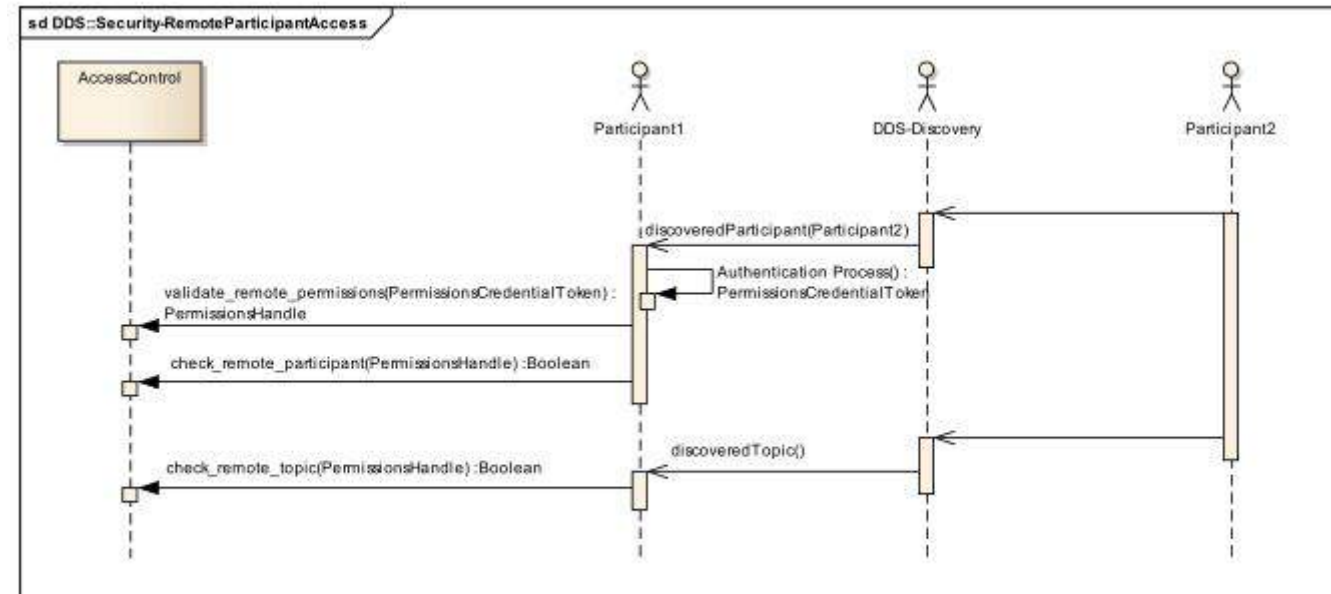 sd DDS::Security-RemoteParticipantAccess
AccessControl
Participant1
DDS-Discovery
Participant2
discoveredParticipant(Participant2)
Authentication Process() :
PermissionsCredentialToken
validate_remote_permissions(PermissionsCredentialToken) :
PermissionsHandle
check_remote_participant(PermissionsHandle) :Boolean
discoveredTopic()
check_remote_topic(PermissionsHandle) :Boolean